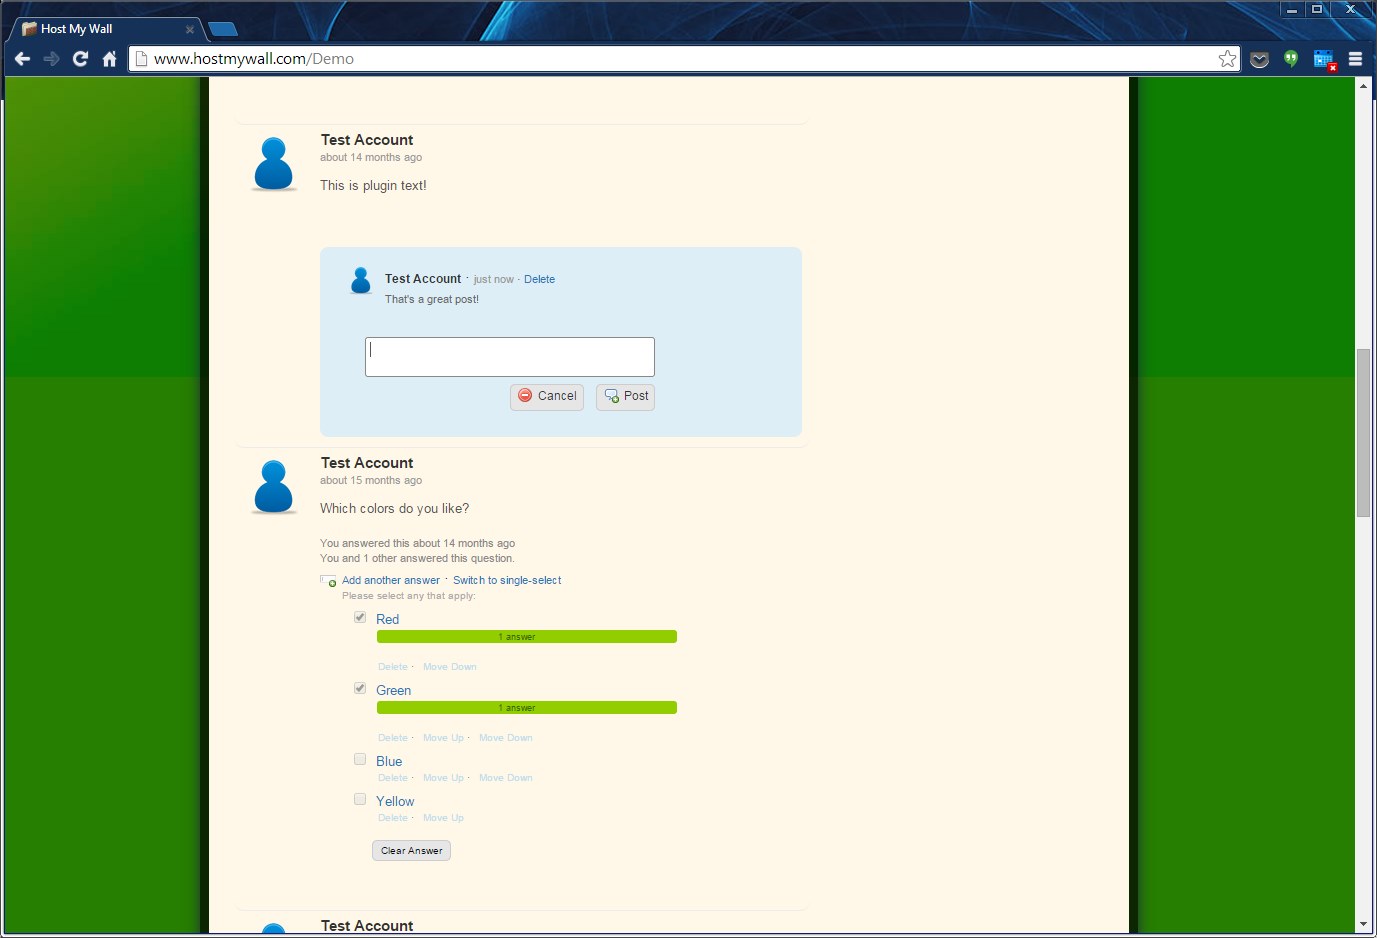 Host My Wall
www.hostmywall.com/Demo
Test Account
about 14 months ago
This is plugin text!
Test Account · just now · Delete
That's a great post!
Cancel Post
Test Account
about 15 months ago
Which colors do you like?
You answered this about 14 months ago
You and 1 other answered this question.
Add another answer · Switch to single-select
Please select any that apply:
Red
1 answer
Delete · Move Down
Green
1 answer
Delete · Move Up · Move Down
Blue
Delete · Move Up · Move Down
Yellow
Delete · Move Up
Clear Answer
Test Account